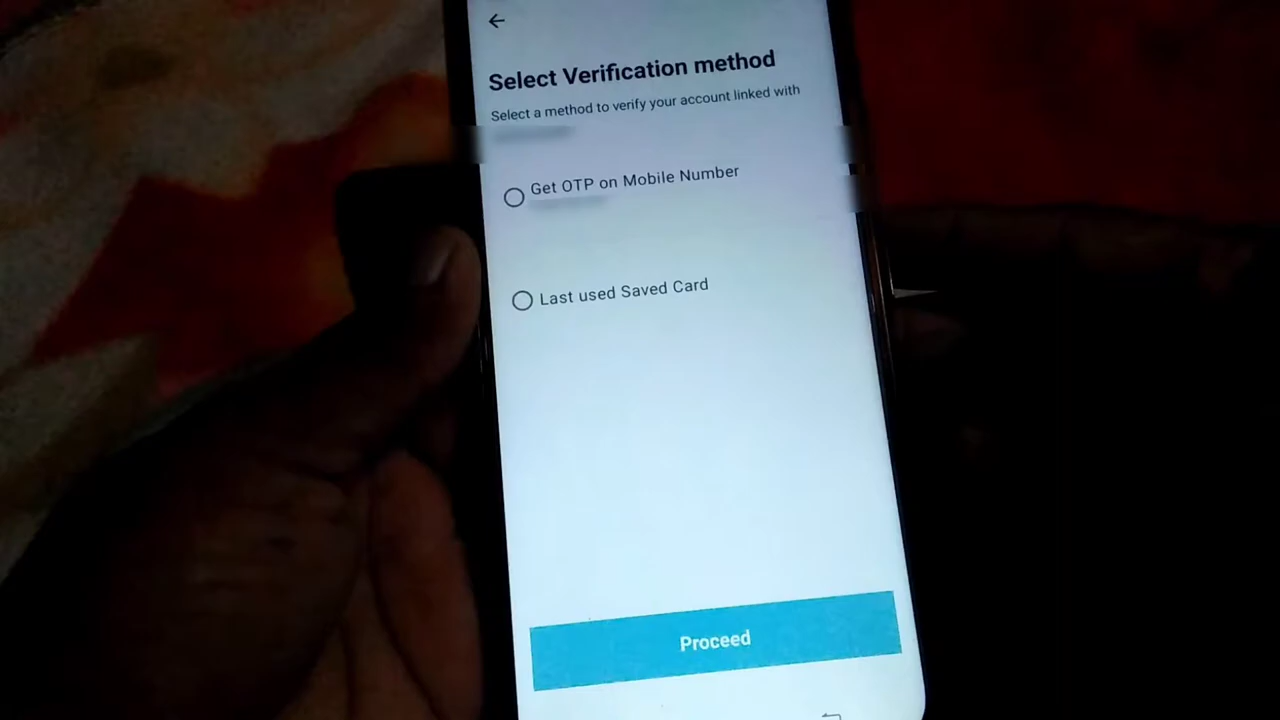 Select Verification method
Select a method to verify your account linked with
Get OTP on Mobile Number
Last used Saved Card
Proceed